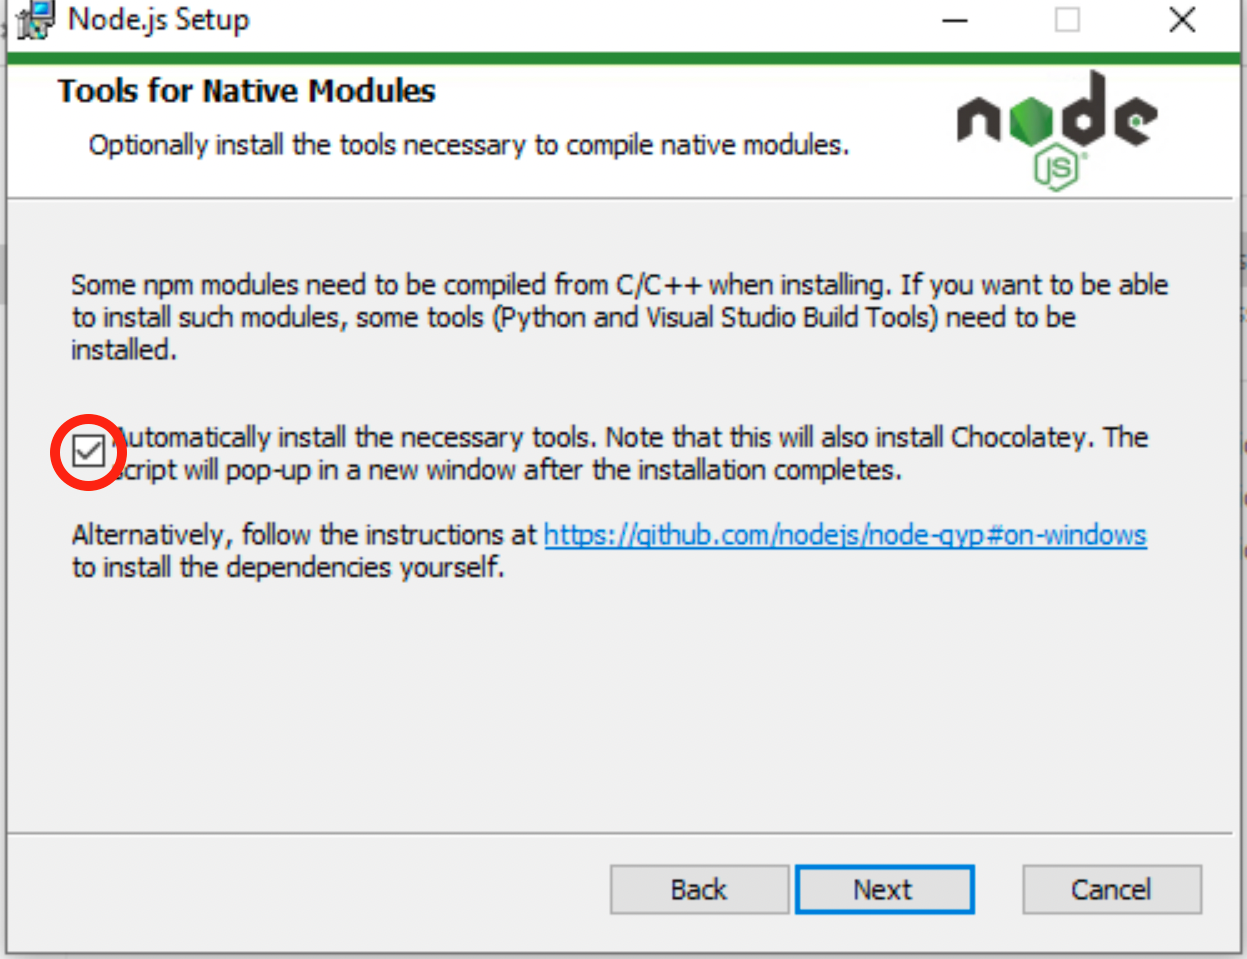 Node.js Setup
Tools for Native Modules
Optionally install the tools necessary to compile native modules.
node
JS
Some npm modules need to be compiled from C/C++ when installing. If you want to be able
to install such modules, some tools (Python and Visual Studio Build Tools) need to be
installed.
Automatically install the necessary tools. Note that this will also install Chocolatey. The
script will pop-up in a new window after the installation completes.
Alternatively, follow the instructions at https://github.com/nodejs/node-gyp#on-windows
to install the dependencies yourself.
Back
Next
Cancel